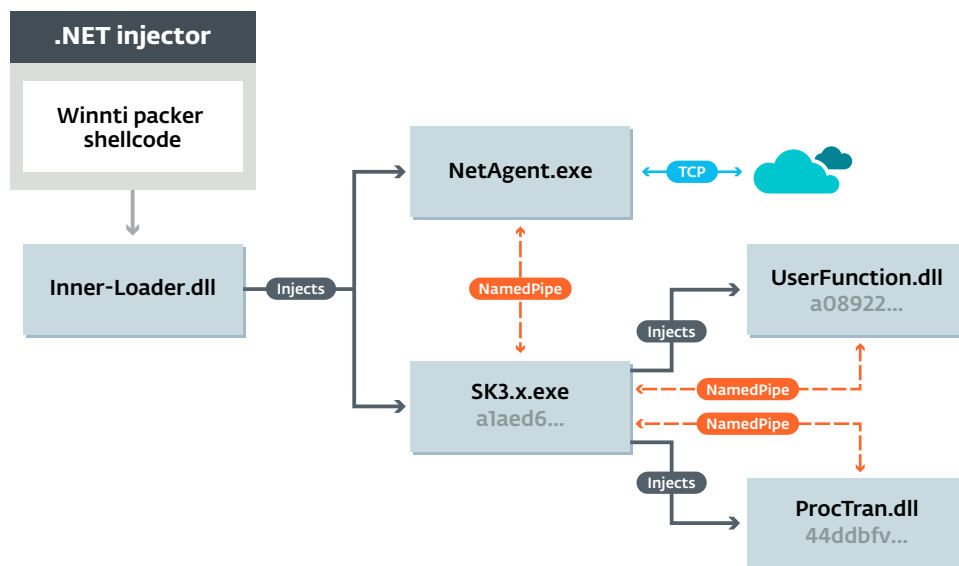 .NET injector
Winnti packer
shellcode
NetAgent.exe
TCP
Inner-Loader.dll
Injects
NamedPipe
UserFunction.dll
a08922...
Injects
SK3.x.exe
a1aed6...
NamedPipe
NamedPipe
Injects
ProcTran.dll
44ddbfv...